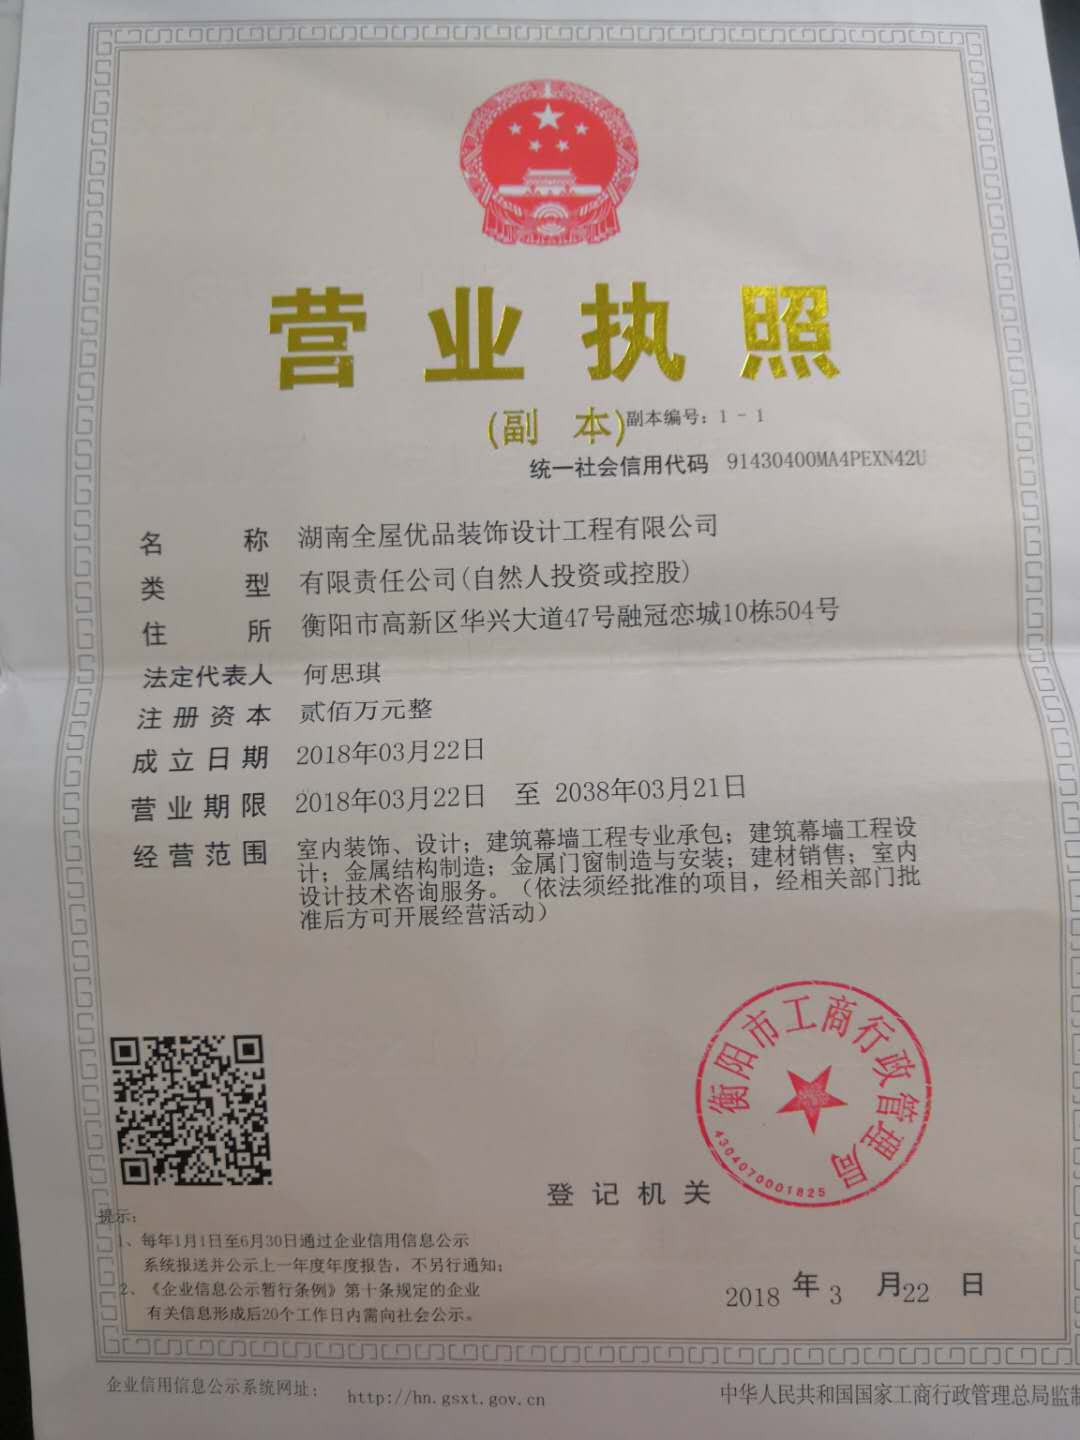 营业执照
(副 本)副本编号：1 - 1
统一社会信用代码 91430400MA4PEXN42U
名 称 湖南全屋优品装饰设计工程有限公司
类 型 有限责任公司(自然人投资或控股)
住 所 衡阳市高新区华兴大道47号融冠恋城10栋504号
法定代表人 何思琪
注册资本 贰佰万元整
成立日期 2018年03月22日
营业期限 2018年03月22日 至 2038年03月21日
经营范围 室内装饰、设计；建筑幕墙工程专业承包；建筑幕墙工程设
计；金属结构制造；金属门窗制造与安装；建材销售；室内
设计技术咨询服务。（依法须经批准的项目，经相关部门批
准后方可开展经营活动）
衡阳市工商行政管理局
4304070001825
登记机关
提示：
1、每年1月1日至6月30日通过企业信用信息公示
系统报送并公示上一年度年度报告，不另行通知；
2、《企业信息公示暂行条例》第十条规定的企业
有关信息形成后20个工作日内需向社会公示。
2018 年 3 月 22 日
企业信用信息公示系统网址： http://hn.gsxt.gov.cn
中华人民共和国国家工商行政管理总局监制